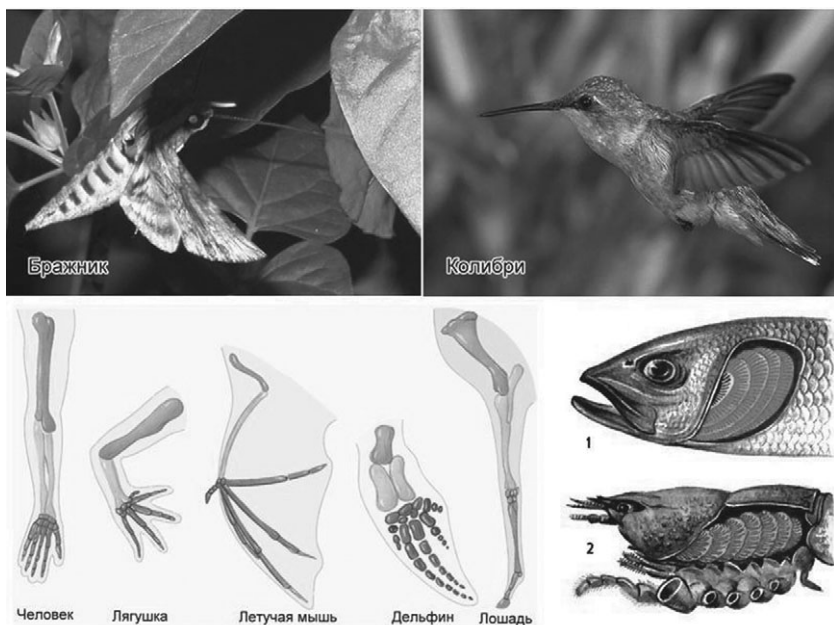 Бражник
Колибри
1
2
Человек
Лягушка
Летучая мышь
Дельфин
Лошадь